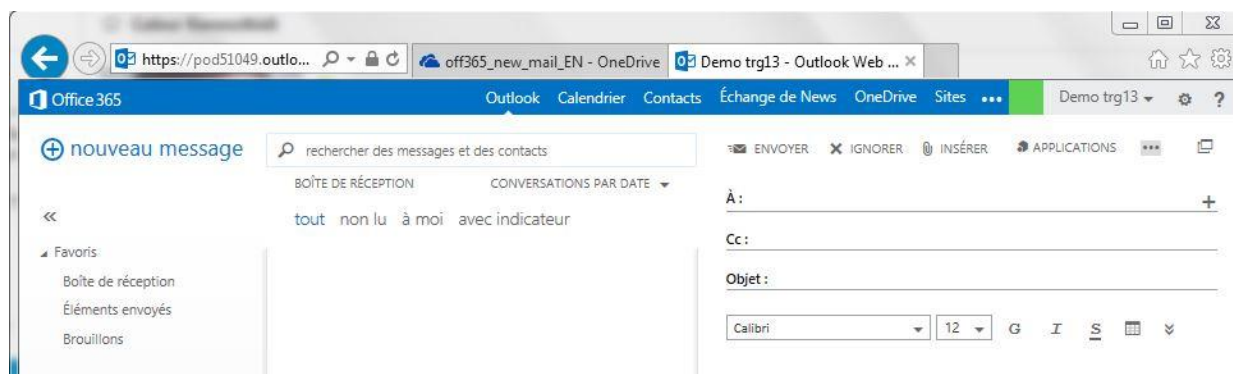 https://pod51049.outlo...
off365_new_mail_EN - OneDrive
Demo trg13 - Outlook Web ...
Office 365
Outlook Calendrier Contacts Échange de News OneDrive Sites ••• Demo trg13 ?
nouveau message
rechercher des messages et des contacts
ENVOYER IGNORER INSÉRER APPLICATIONS •••
BOÎTE DE RÉCEPTION CONVERSATIONS PAR DATE
À :
tout non lu à moi avec indicateur
Cc :
Favoris
Boîte de réception
Objet :
Éléments envoyés
Calibri 12 G I S
Brouillons